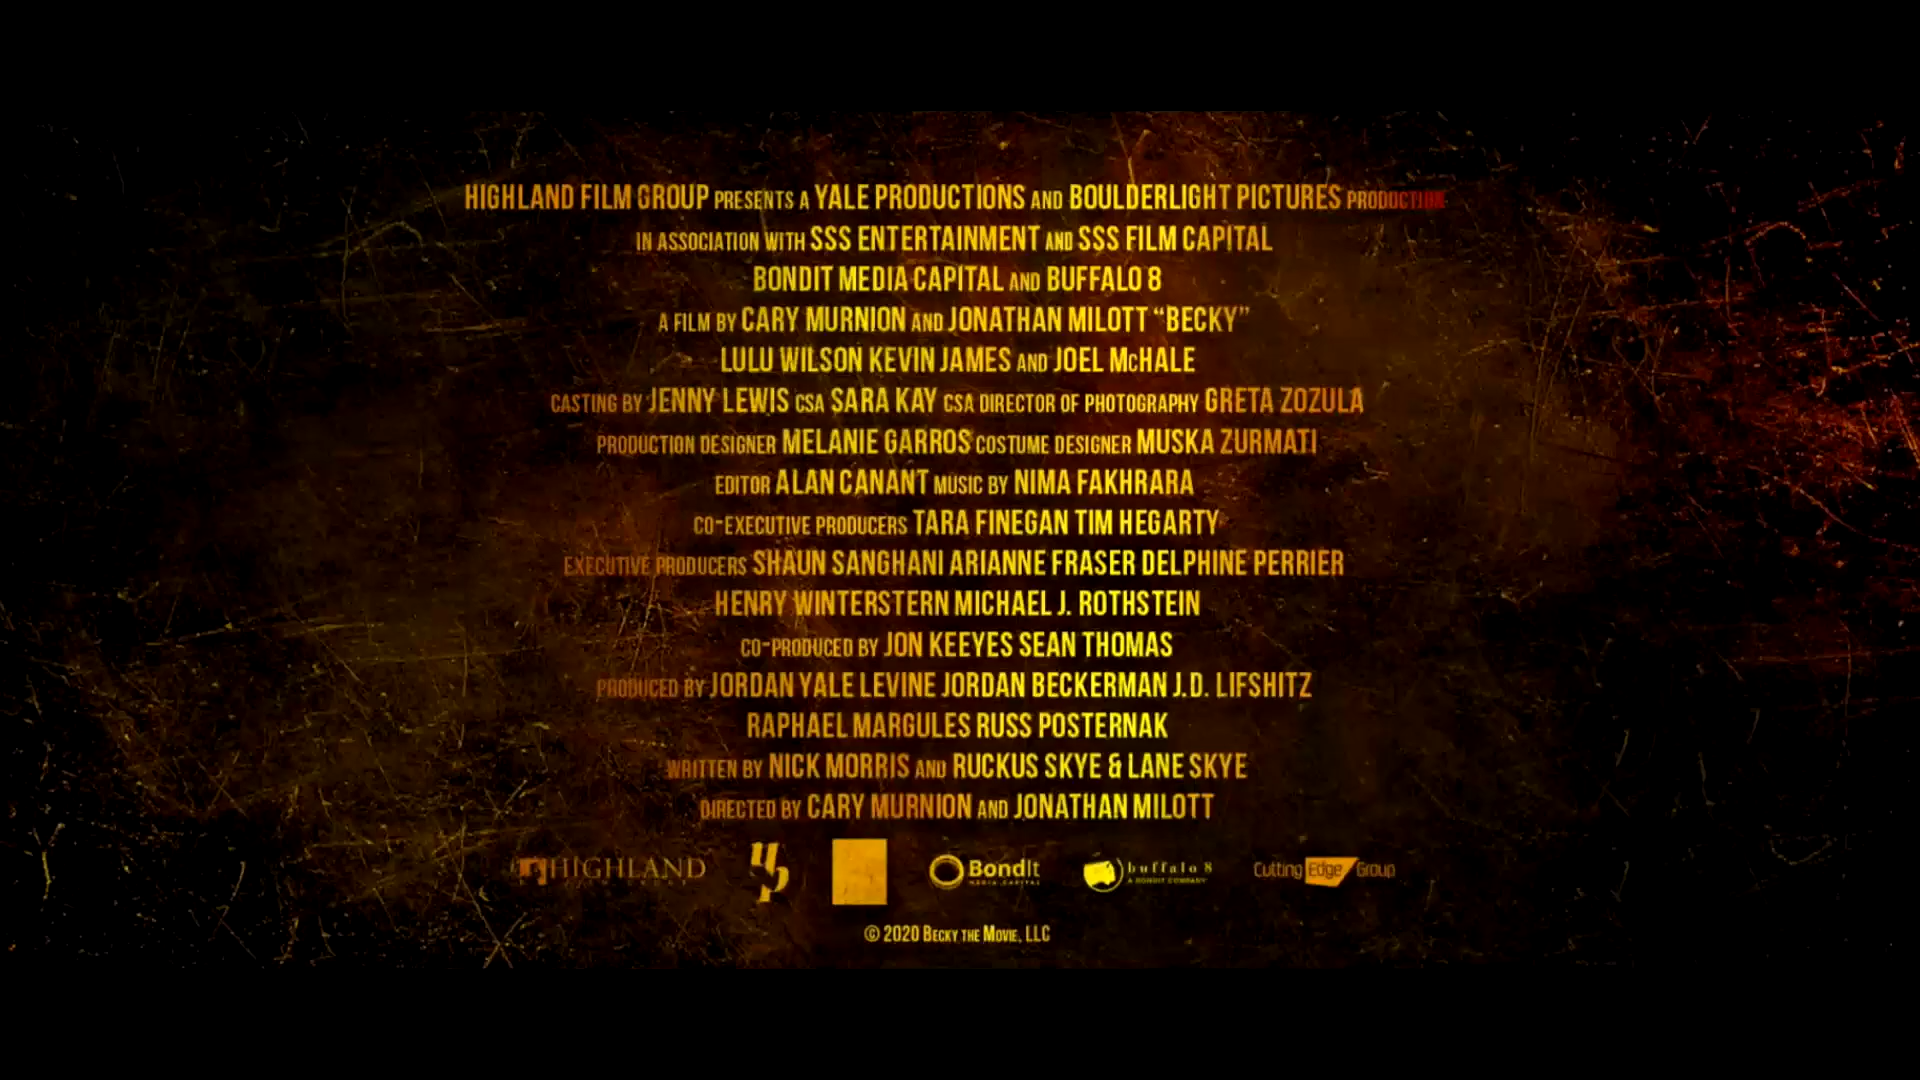 HIGHLAND FILM GROUP PRESENTS A YALE PRODUCTIONS AND BOULDERLIGHT PICTURES PRODUCTION
IN ASSOCIATION WITH SSS ENTERTAINMENT AND SSS FILM CAPITAL
BONDIT MEDIA CAPITAL AND BUFFALO 8
A FILM BY CARY MURNION AND JONATHAN MILOTT “BECKY”
LULU WILSON KEVIN JAMES AND JOEL McHALE
CASTING BY JENNY LEWIS CSA SARA KAY CSA DIRECTOR OF PHOTOGRAPHY GRETA ZOZULA
PRODUCTION DESIGNER MELANIE GARROS COSTUME DESIGNER MUSKA ZURMATI
EDITOR ALAN CANANT MUSIC BY NIMA FAKHRARA
CO-EXECUTIVE PRODUCERS TARA FINEGAN TIM HEGARTY
EXECUTIVE PRODUCERS SHAUN SANGHANI ARIANNE FRASER DELPHINE PERRIER
HENRY WINTERSTERN MICHAEL J. ROTHSTEIN
CO-PRODUCED BY JON KEEYES SEAN THOMAS
PRODUCED BY JORDAN YALE LEVINE JORDAN BECKERMAN J.D. LIFSHITZ
RAPHAEL MARGULES RUSS POSTERNAK
WRITTEN BY NICK MORRIS AND RUCKUS SKYE & LANE SKYE
DIRECTED BY CARY MURNION AND JONATHAN MILOTT
HIGHLAND yp BondIt MEDIA CAPITAL buffalo 8 A BONDIT COMPANY Cutting Edge Group
© 2020 BECKY THE MOVIE, LLC